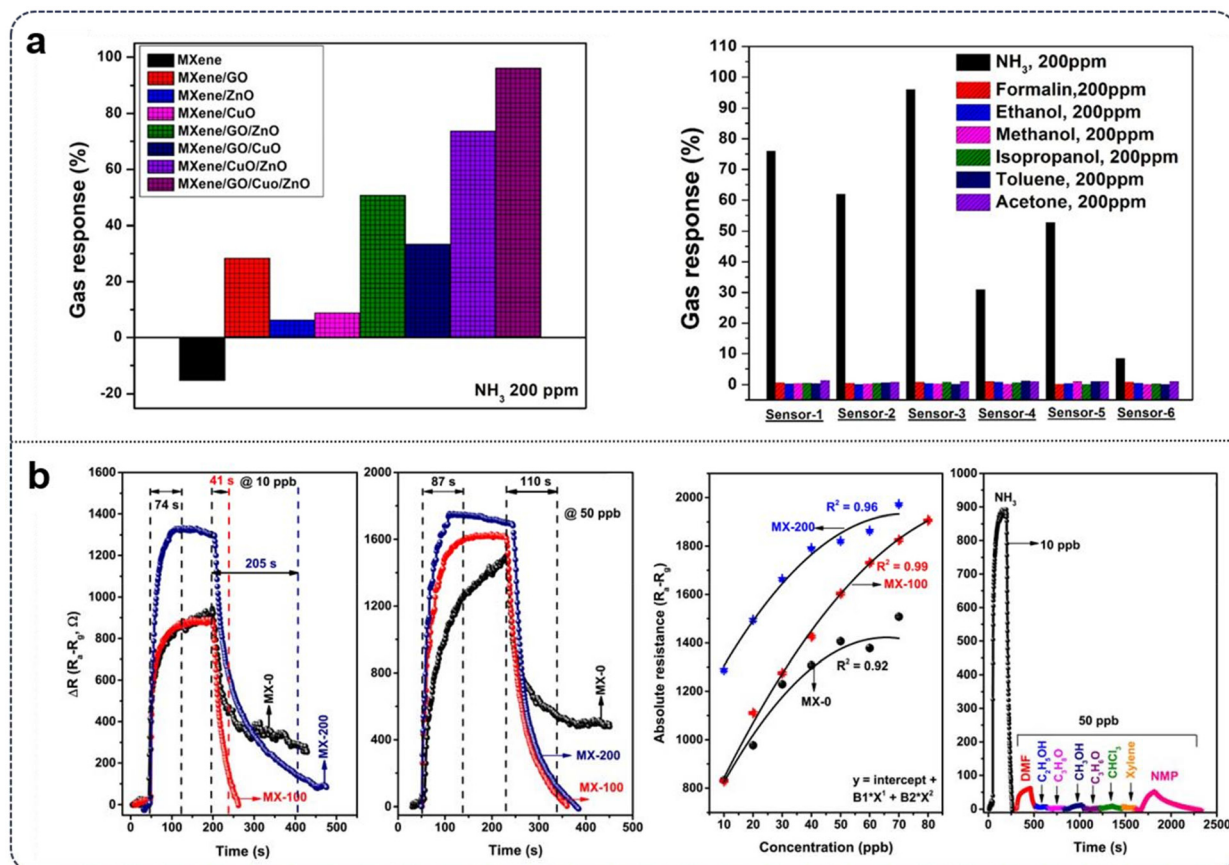 a
Gas response (%)
100
80
60
40
20
0
-20
MXene
MXene/GO
MXene/ZnO
MXene/CuO
MXene/GO/ZnO
MXene/GO/CuO
MXene/CuO/ZnO
MXene/GO/Cuo/ZnO
NH₃ 200 ppm
Gas response (%)
110
100
90
80
70
60
50
40
30
20
10
0
10
NH₃, 200ppm
Formalin,200ppm
Ethanol, 200ppm
Methanol, 200ppm
Isopropanol, 200ppm
Toluene, 200ppm
Acetone, 200ppm
Sensor-1 Sensor-2 Sensor-3 Sensor-4 Sensor-5 Sensor-6
b
ΔR (Rₐ-R₉, Ω)
1600
1400
1200
1000
800
600
400
200
0
74 s
41 s
@ 10 ppb
205 s
MX-0
MX-200
MX-100
0 100 200 300 400 500
Time (s)
2000
1600
1200
800
400
0
87 s
110 s
@ 50 ppb
MX-0
MX-200
MX-100
0 100 200 300 400 500
Time (s)
Absolute resistance (Rₐ-R₉)
2000
1800
1600
1400
1200
1000
800
600
R² = 0.96
MX-200
R² = 0.99
MX-100
R² = 0.92
MX-0
y = intercept +
B1*X¹ + B2*X²
10 20 30 40 50 60 70 80
Concentration (ppb)
1000
900
800
700
600
500
400
300
200
100
0
NH₃
10 ppb
50 ppb
DMF
C₂H₅OH
CH₃OH
CHCl₃
Xylene
NMP
0 500 1000 1500 2000 2500
Time (s)